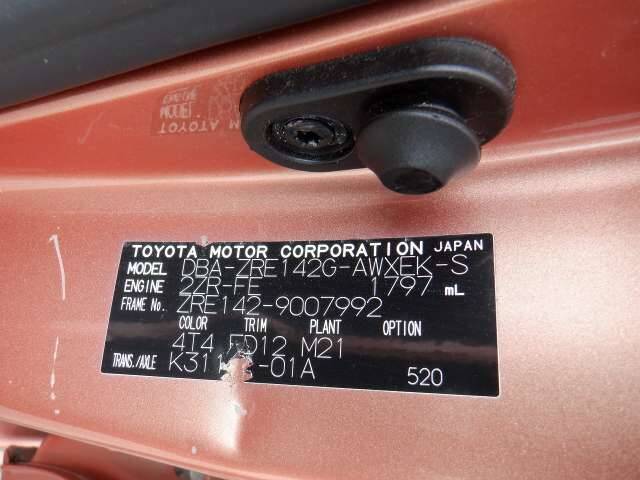 TOYOTA MOTOR CORPORATION JAPAN
MODEL DBA-ZRE142G-AWXEK-S
ENGINE 2ZR-FE 1797 mL
FRAME No. ZRE142-9007992
COLOR TRIM PLANT OPTION
4T4 FD12 M21
TRANS./AXLE -01A 520